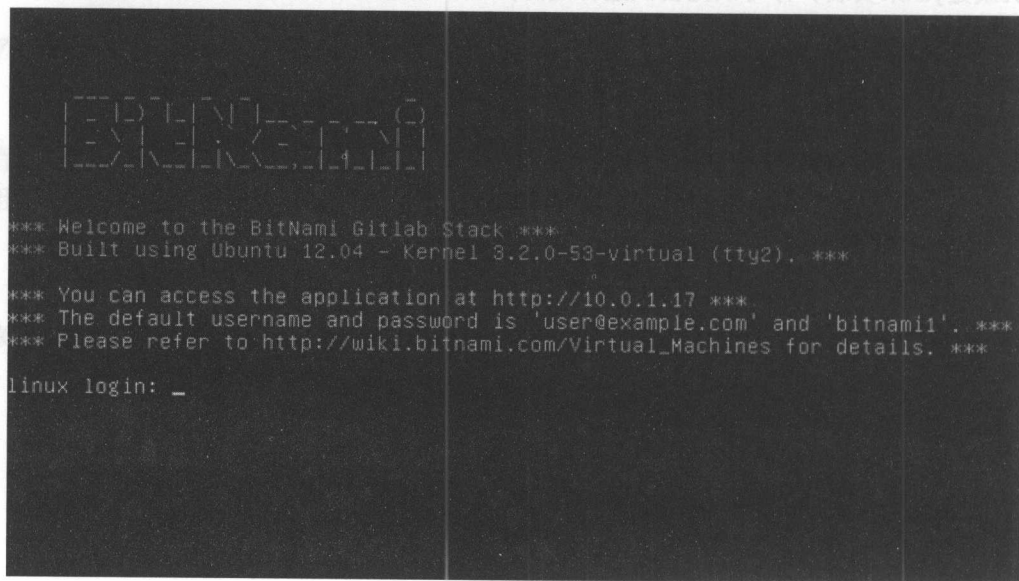 BitNami
*** Welcome to the BitNami Gitlab Stack ***
*** Built using Ubuntu 12.04 - Kernel 3.2.0-53-virtual (tty2). ***
*** You can access the application at http://10.0.1.17 ***
*** The default username and password is 'user@example.com' and 'bitnami1'. ***
*** Please refer to http://wiki.bitnami.com/Virtual_Machines for details. ***
linux login: _